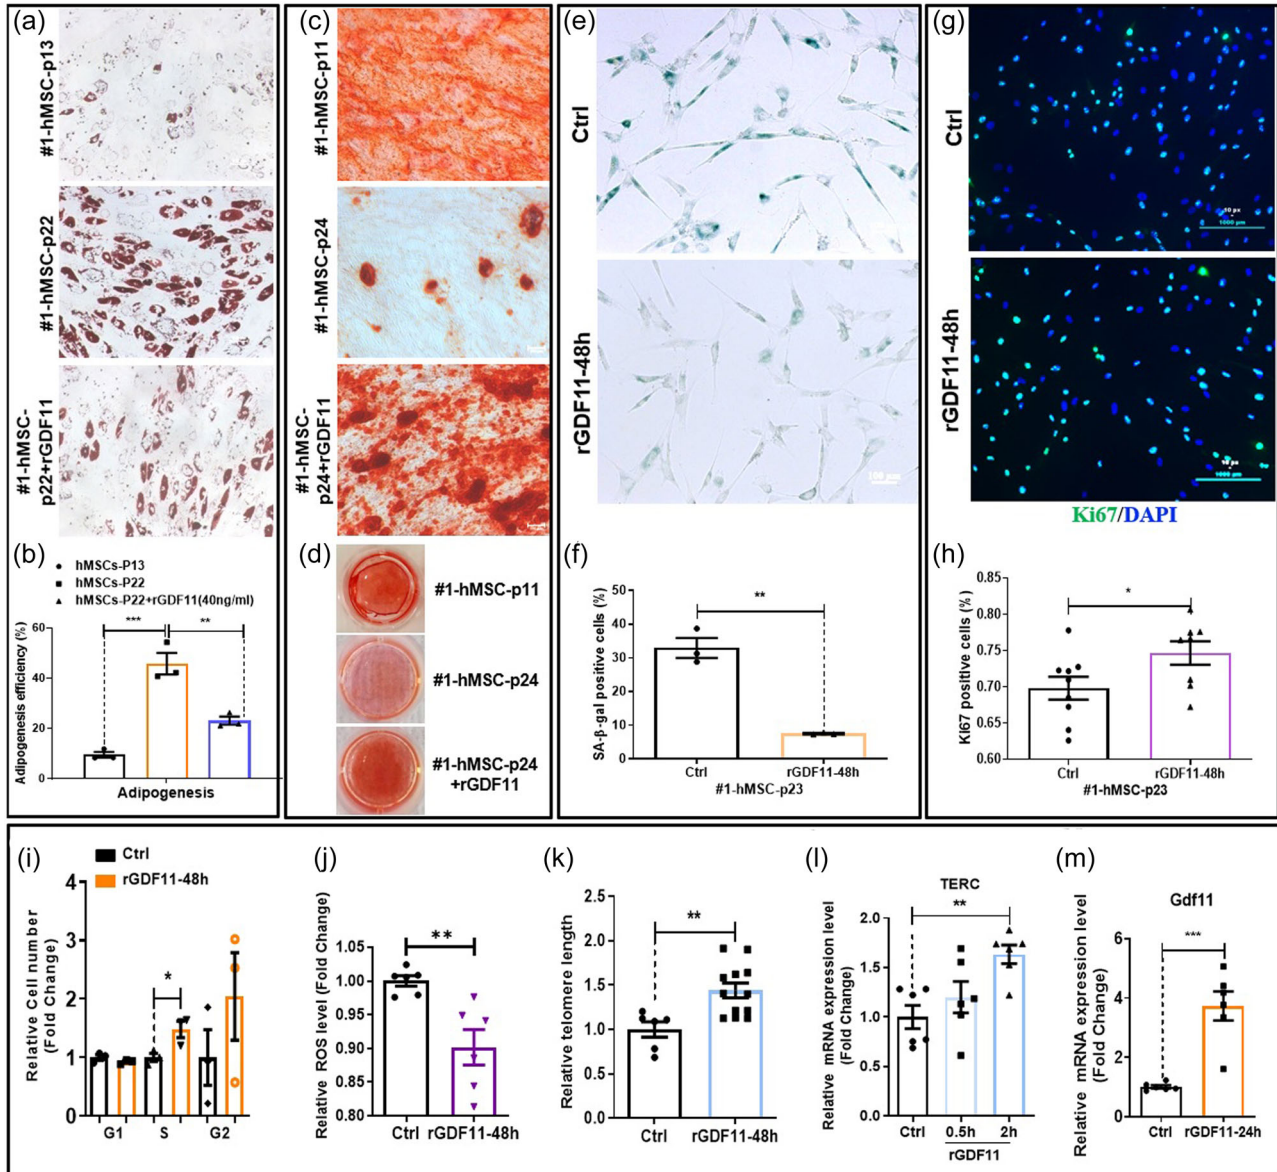 (a)
#1-hMSC-p13
#1-hMSC-p22
#1-hMSC-
p22+rGDF11
(b)
hMSCs-P13
hMSCs-P22
hMSCs-P22+rGDF11(40ng/ml)
Adipogenesis efficiency (%)
60
40
20
0
***
**
Adipogenesis
(c)
#1-hMSC-p11
#1-hMSC-p24
#1-hMSC-
p24+rGDF11
(d)
#1-hMSC-p11
#1-hMSC-p24
#1-hMSC-p24
+rGDF11
(e)
Ctrl
rGDF11-48h
100 µm
(f)
SA-β-gal positive cells (%)
50
40
30
20
10
0
**
Ctrl
rGDF11-48h
#1-hMSC-p23
(g)
Ctrl
10 px
1000 µm
rGDF11-48h
10 px
1000 µm
Ki67/DAPI
(h)
Ki67 positive cells (%)
0.85
0.80
0.75
0.70
0.65
0.60
*
Ctrl
rGDF11-48h
#1-hMSC-p23
(i)
Ctrl
rGDF11-48h
Relative Cell number
(Fold Change)
4
3
2
1
0
*
G1
S
G2
(j)
Relative ROS level (Fold Change)
1.05
1.00
0.95
0.90
0.85
0.80
**
Ctrl
rGDF11-48h
(k)
Relative telomere length
2.5
2.0
1.5
1.0
0.5
0.0
**
Ctrl
rGDF11-48h
(l)
TERC
Relative mRNA expression level
(Fold Change)
2.0
1.5
1.0
0.5
0.0
**
Ctrl
0.5h
2h
rGDF11
(m)
Gdf11
Relative mRNA expression level
(Fold Change)
6
4
2
0
***
Ctrl
rGDF11-24h